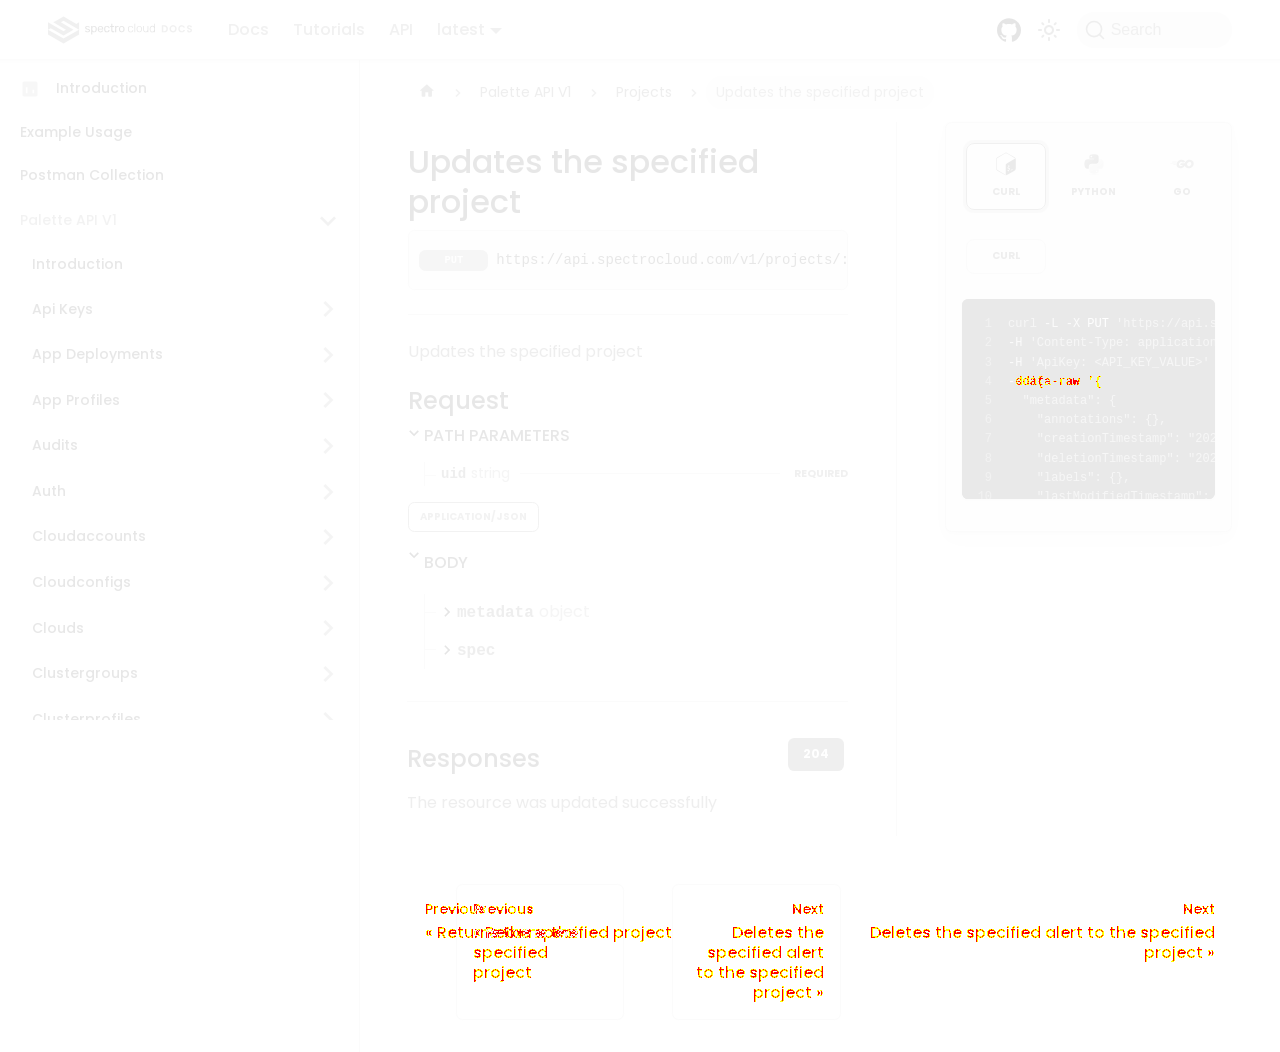 spectro cloud DOCS
Docs Tutorials API latest
Search
Introduction
Example Usage
Postman Collection
Palette API V1
Introduction
Api Keys
App Deployments
App Profiles
Audits
Auth
Cloudaccounts
Cloudconfigs
Clouds
Clustergroups
Clusterprofiles
Palette API V1 Projects Updates the specified project
Updates the specified
project
PUT https://api.spectrocloud.com/v1/projects/:
Updates the specified project
Request
PATH PARAMETERS
uid string REQUIRED
APPLICATION/JSON
BODY
metadata object
spec
Responses 204
The resource was updated successfully
CURL PYTHON GO
CURL
1 curl -L -X PUT 'https://api.s
2 -H 'Content-Type: application
3 -H 'ApiKey: <API_KEY_VALUE>'
4 data-raw '{
5 "metadata": {
6 "annotations": {},
7 "creationTimestamp": "202
8 "deletionTimestamp": "202
9 "labels": {},
10 "lastModifiedTimestamp":
Previous
Previous
specified project
specified
project
Next
Deletes the
specified alert
to the specified
project »
Next
Deletes the specified alert to the specified
project »